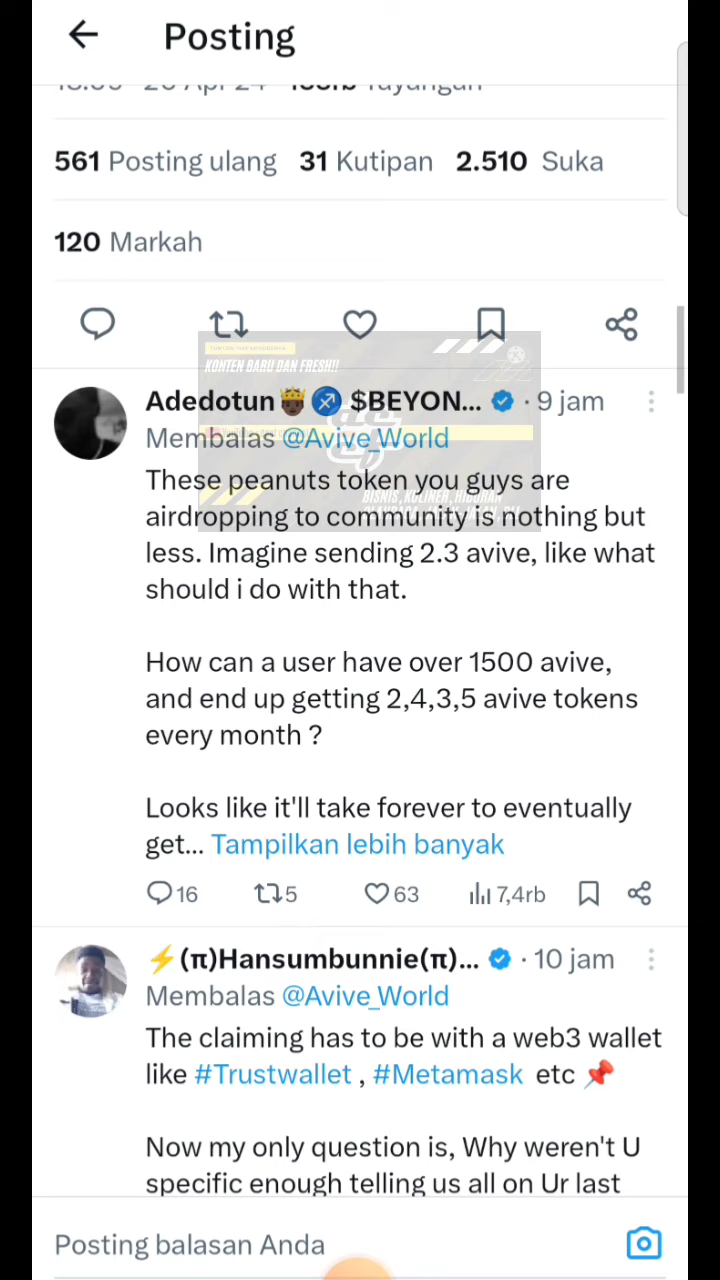 Posting
561 Posting ulang 31 Kutipan 2.510 Suka
120 Markah
KONTEN BARU DAN FRESH!!
Adedotun🤴🏿♐ $BEYON... · 9 jam
Membalas @Avive_World
These peanuts token you guys are
airdropping to community is nothing but
less. Imagine sending 2.3 avive, like what
should i do with that.
How can a user have over 1500 avive,
and end up getting 2,4,3,5 avive tokens
every month ?
Looks like it'll take forever to eventually
get... Tampilkan lebih banyak
16 5 63 7,4rb
⚡(π)Hansumbunnie(π)... · 10 jam
Membalas @Avive_World
The claiming has to be with a web3 wallet
like #Trustwallet , #Metamask etc 📌
Now my only question is, Why weren't U
specific enough telling us all on Ur last
Posting balasan Anda